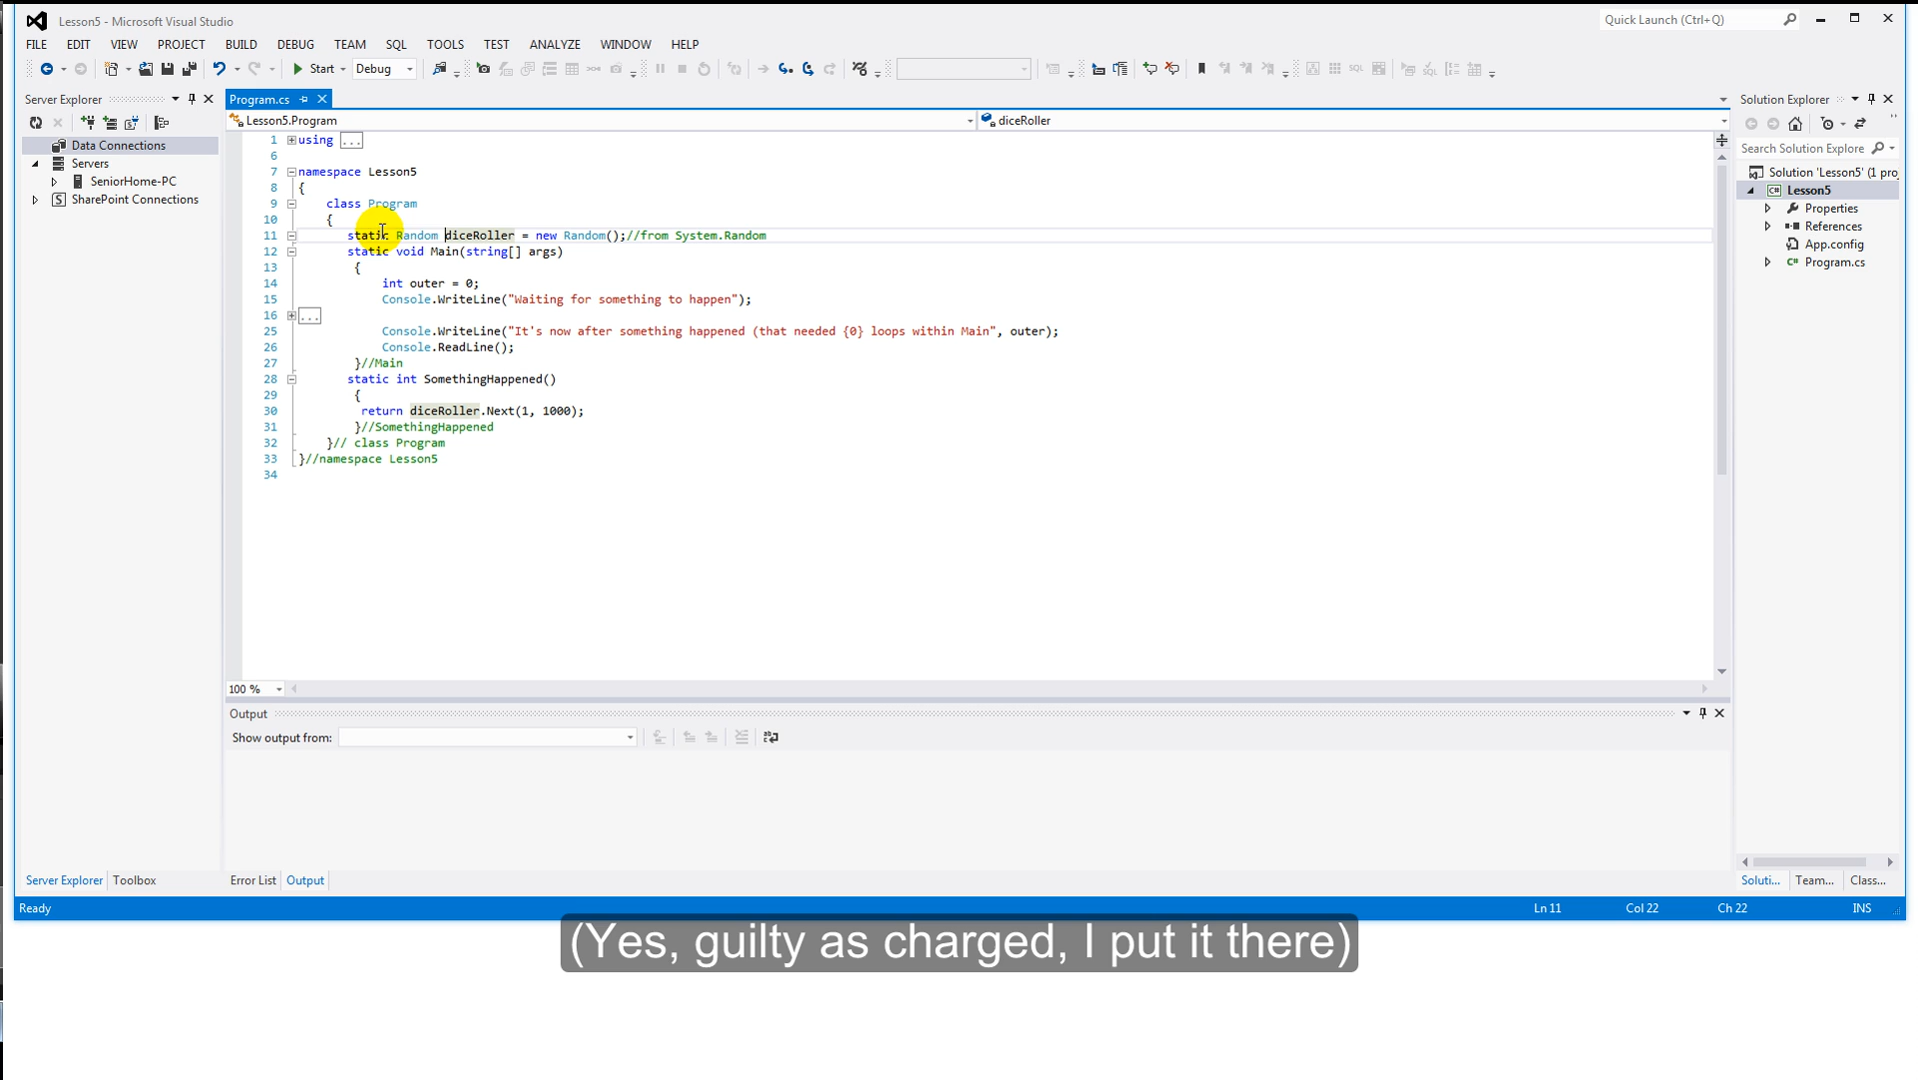 Lesson5 - Microsoft Visual Studio
Quick Launch (Ctrl+Q)
FILE EDIT VIEW PROJECT BUILD DEBUG TEAM SQL TOOLS TEST ANALYZE WINDOW HELP
Start Debug
Server Explorer
Data Connections
Servers
SeniorHome-PC
SharePoint Connections
Program.cs
Lesson5.Program
diceRoller
1 using ...
6
7 namespace Lesson5
8 {
9 class Program
10 {
11 static Random diceRoller = new Random();//from System.Random
12 static void Main(string[] args)
13 {
14 int outer = 0;
15 Console.WriteLine("Waiting for something to happen");
16 ...
25 Console.WriteLine("It's now after something happened (that needed {0} loops within Main", outer);
26 Console.ReadLine();
27 }//Main
28 static int SomethingHappened()
29 {
30 return diceRoller.Next(1, 1000);
31 }//SomethingHappened
32 }// class Program
33 }//namespace Lesson5
34
100 %
Output
Show output from:
Solution Explorer
Search Solution Explore
Solution 'Lesson5' (1 proj
Lesson5
Properties
References
App.config
Program.cs
Server Explorer Toolbox
Error List Output
Soluti... Team... Class...
Ready
Ln 11 Col 22 Ch 22 INS
(Yes, guilty as charged, I put it there)